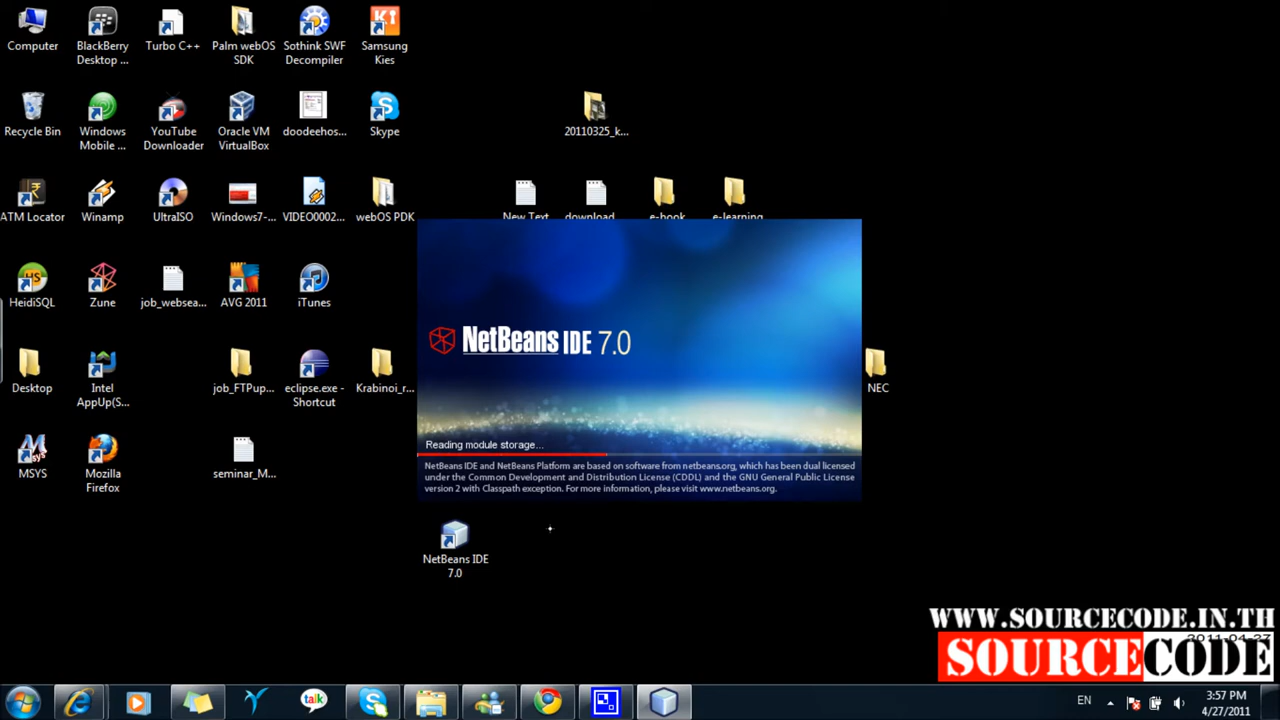 Computer
BlackBerry
Desktop ...
Turbo C++
Palm webOS
SDK
Sothink SWF
Decompiler
Samsung
Kies
Recycle Bin
Windows
Mobile ...
YouTube
Downloader
Oracle VM
VirtualBox
doodeehos...
Skype
20110325_k...
ATM Locator
Winamp
UltraISO
Windows7-...
VIDEO0002...
webOS PDK
New Text
download
e-book
e-learning
HeidiSQL
Zune
job_websea...
AVG 2011
iTunes
NetBeans IDE 7.0
Desktop
Intel
AppUp(S...
job_FTPup...
eclipse.exe -
Shortcut
Krabinoi_r...
NEC
Reading module storage...
NetBeans IDE and NetBeans Platform are based on software from netbeans.org, which has been dual licensed
under the Common Development and Distribution License (CDDL) and the GNU General Public License
version 2 with Classpath exception. For more information, please visit www.netbeans.org.
MSYS
Mozilla
Firefox
seminar_M...
NetBeans IDE
7.0
WWW.SOURCECODE.IN.TH
2011-04-27
SOURCECODE
talk
EN
3:57 PM
4/27/2011